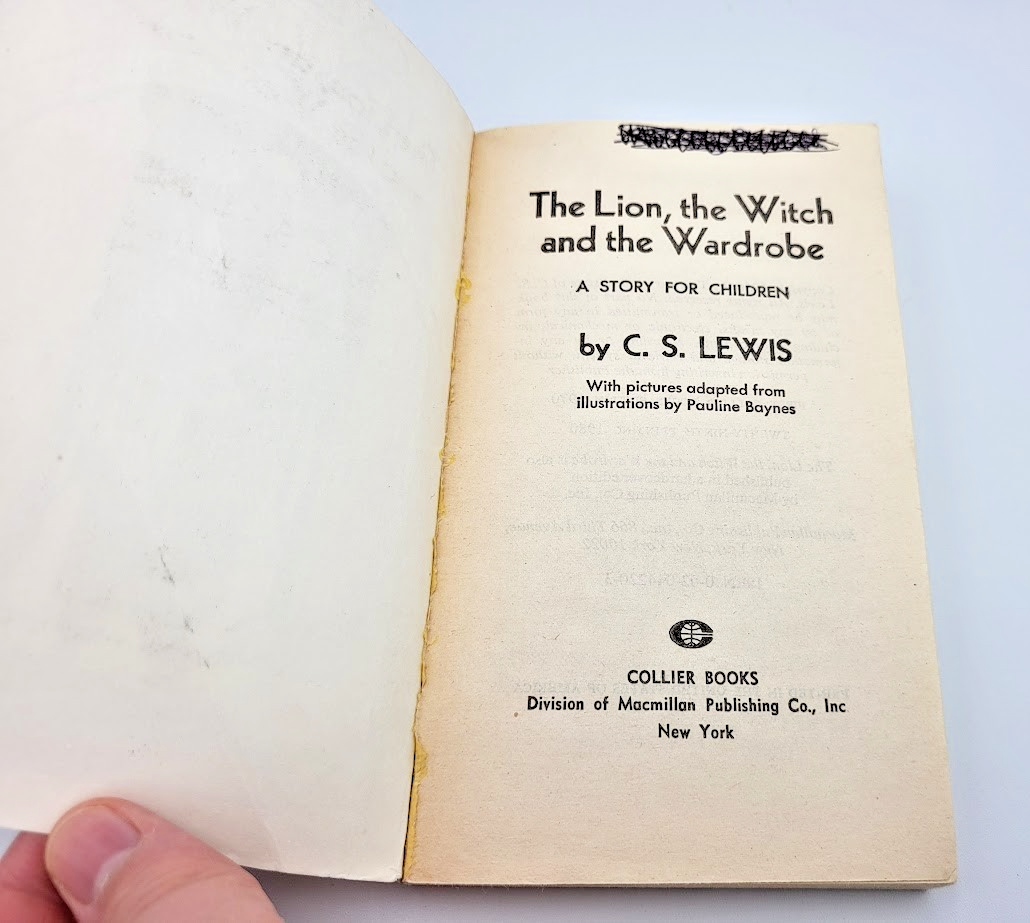 The Lion, the Witch
and the Wardrobe
A STORY FOR CHILDREN
by C. S. LEWIS
With pictures adapted from
illustrations by Pauline Baynes
COLLIER BOOKS
Division of Macmillan Publishing Co., Inc
New York